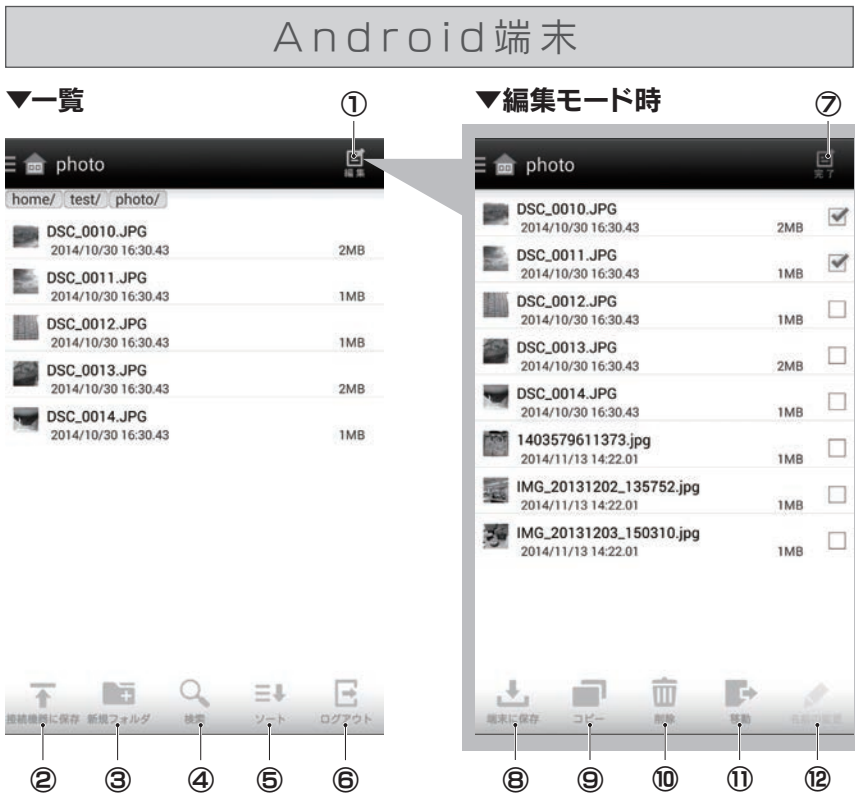 Android端末
▼一覧
①
photo
編集
home/ test/ photo/
DSC_0010.JPG
2014/10/30 16:30.43 2MB
DSC_0011.JPG
2014/10/30 16:30.43 1MB
DSC_0012.JPG
2014/10/30 16:30.43 1MB
DSC_0013.JPG
2014/10/30 16:30.43 2MB
DSC_0014.JPG
2014/10/30 16:30.43 1MB
接続機器に保存 新規フォルダ 検索 ソート ログアウト
② ③ ④ ⑤ ⑥
▼編集モード時
⑦
photo
完了
DSC_0010.JPG
2014/10/30 16:30.43 2MB
DSC_0011.JPG
2014/10/30 16:30.43 1MB
DSC_0012.JPG
2014/10/30 16:30.43 1MB
DSC_0013.JPG
2014/10/30 16:30.43 2MB
DSC_0014.JPG
2014/10/30 16:30.43 1MB
1403579611373.jpg
2014/11/13 14:22.01 1MB
IMG_20131202_135752.jpg
2014/11/13 14:22.01 1MB
IMG_20131203_150310.jpg
2014/11/13 14:22.01 1MB
端末に保存 コピー 削除 移動
⑧ ⑨ ⑩ ⑪ ⑫